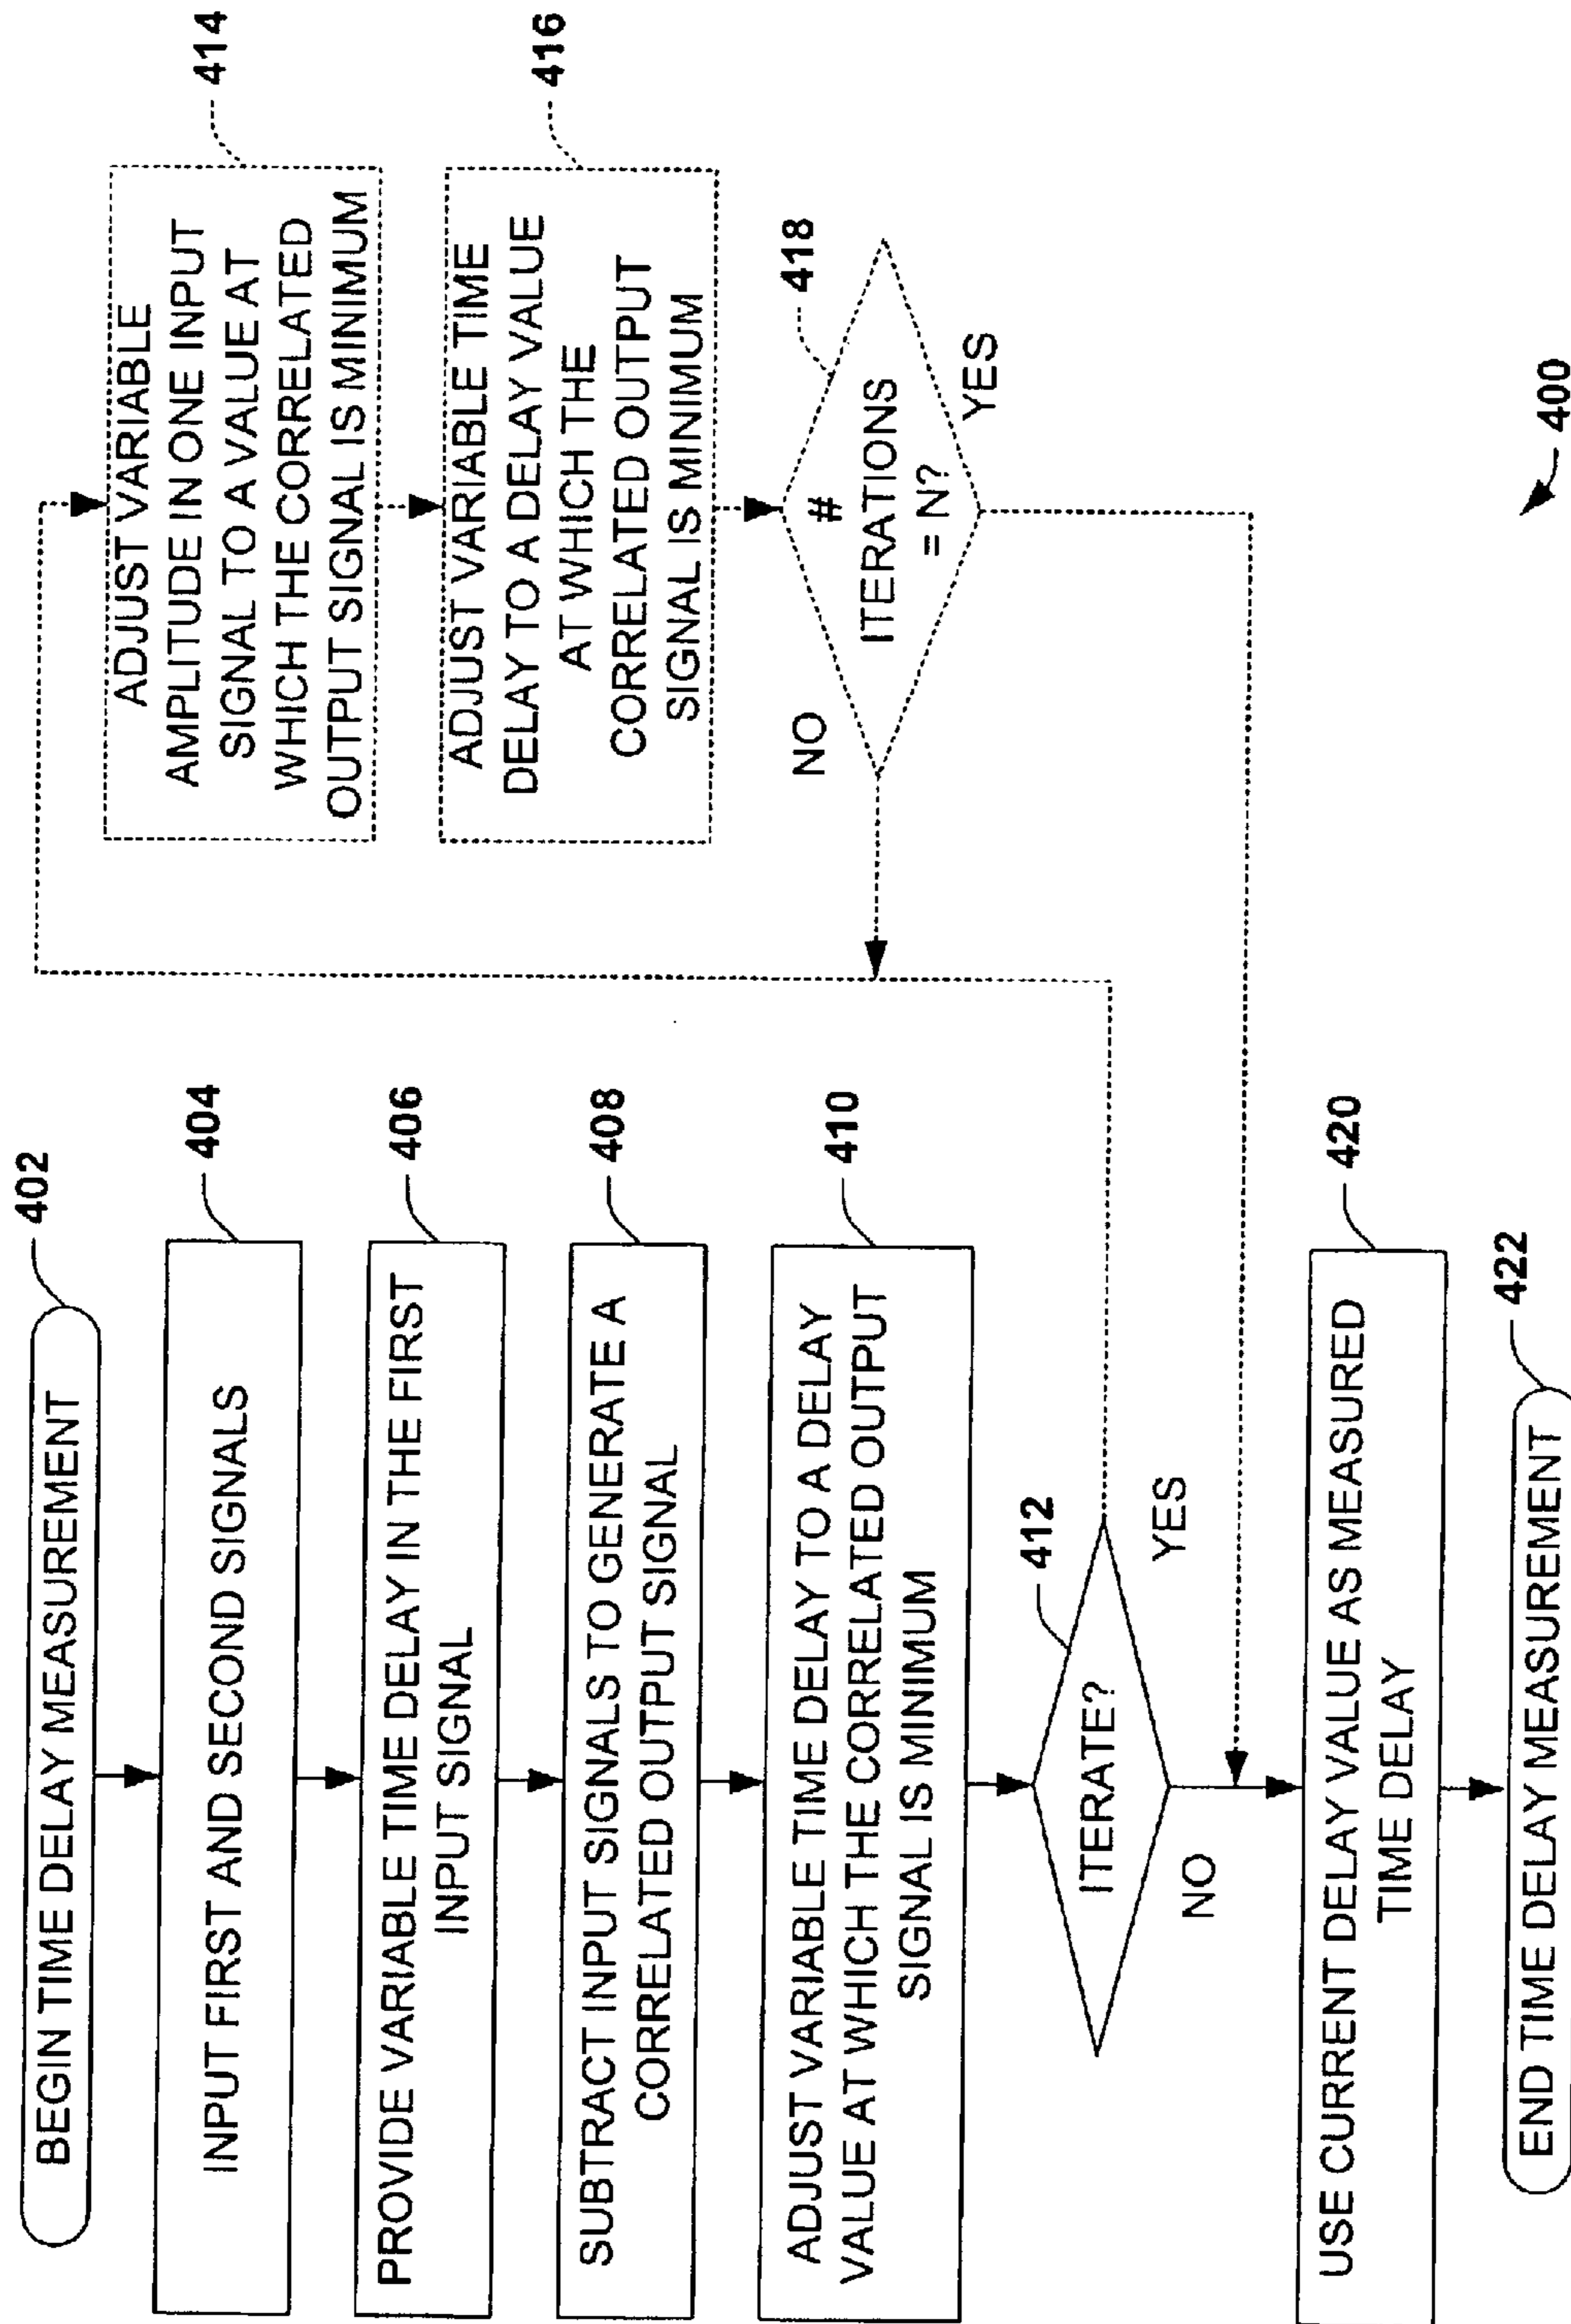 BEGIN TIME DELAY MEASUREMENT
402
INPUT FIRST AND SECOND SIGNALS
404
PROVIDE VARIABLE TIME DELAY IN THE FIRST
INPUT SIGNAL
406
SUBTRACT INPUT SIGNALS TO GENERATE A
CORRELATED OUTPUT SIGNAL
408
ADJUST VARIABLE TIME DELAY TO A DELAY
VALUE AT WHICH THE CORRELATED OUTPUT
SIGNAL IS MINIMUM
410
ITERATE?
412
YES
NO
ADJUST VARIABLE
AMPLITUDE IN ONE INPUT
SIGNAL TO A VALUE AT
WHICH THE CORRELATED
OUTPUT SIGNAL IS MINIMUM
414
ADJUST VARIABLE TIME
DELAY TO A DELAY VALUE
AT WHICH THE
CORRELATED OUTPUT
SIGNAL IS MINIMUM
416
#
ITERATIONS
= N?
418
NO
YES
USE CURRENT DELAY VALUE AS MEASURED
TIME DELAY
420
END TIME DELAY MEASUREMENT
422
400